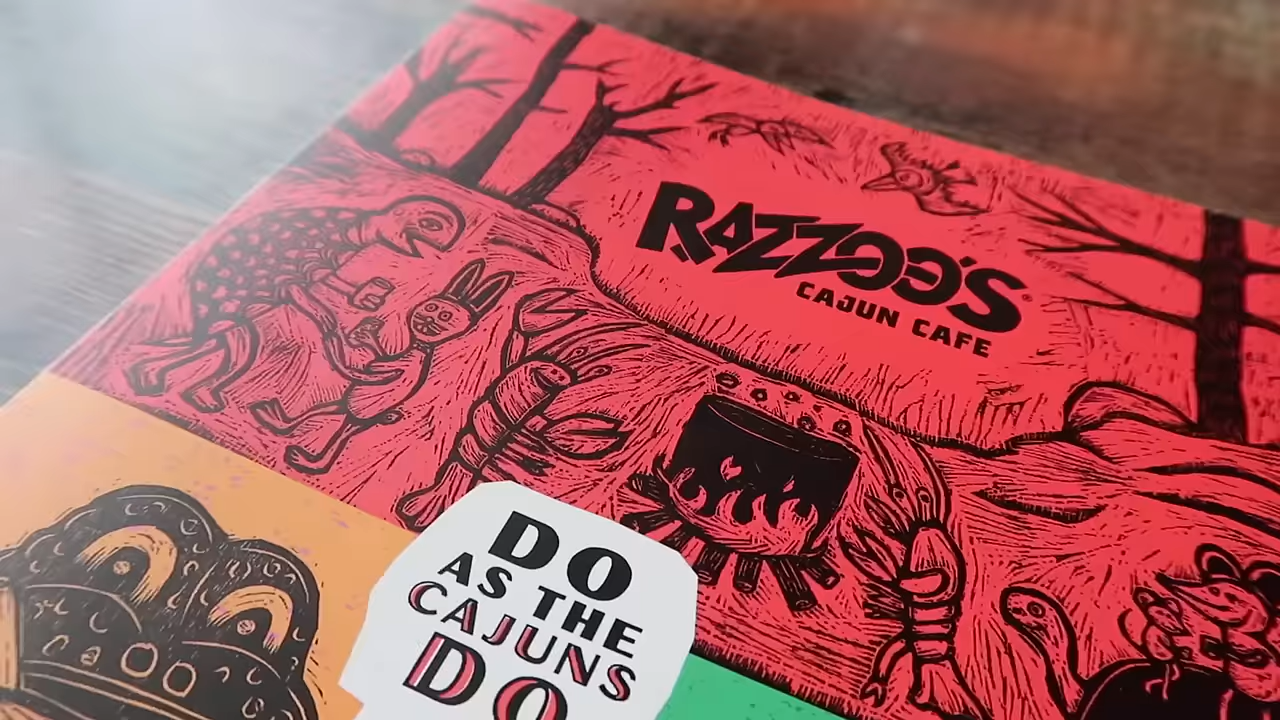 RAZZOO'S®
CAJUN CAFE
DO
AS THE
CAJUNS
DO